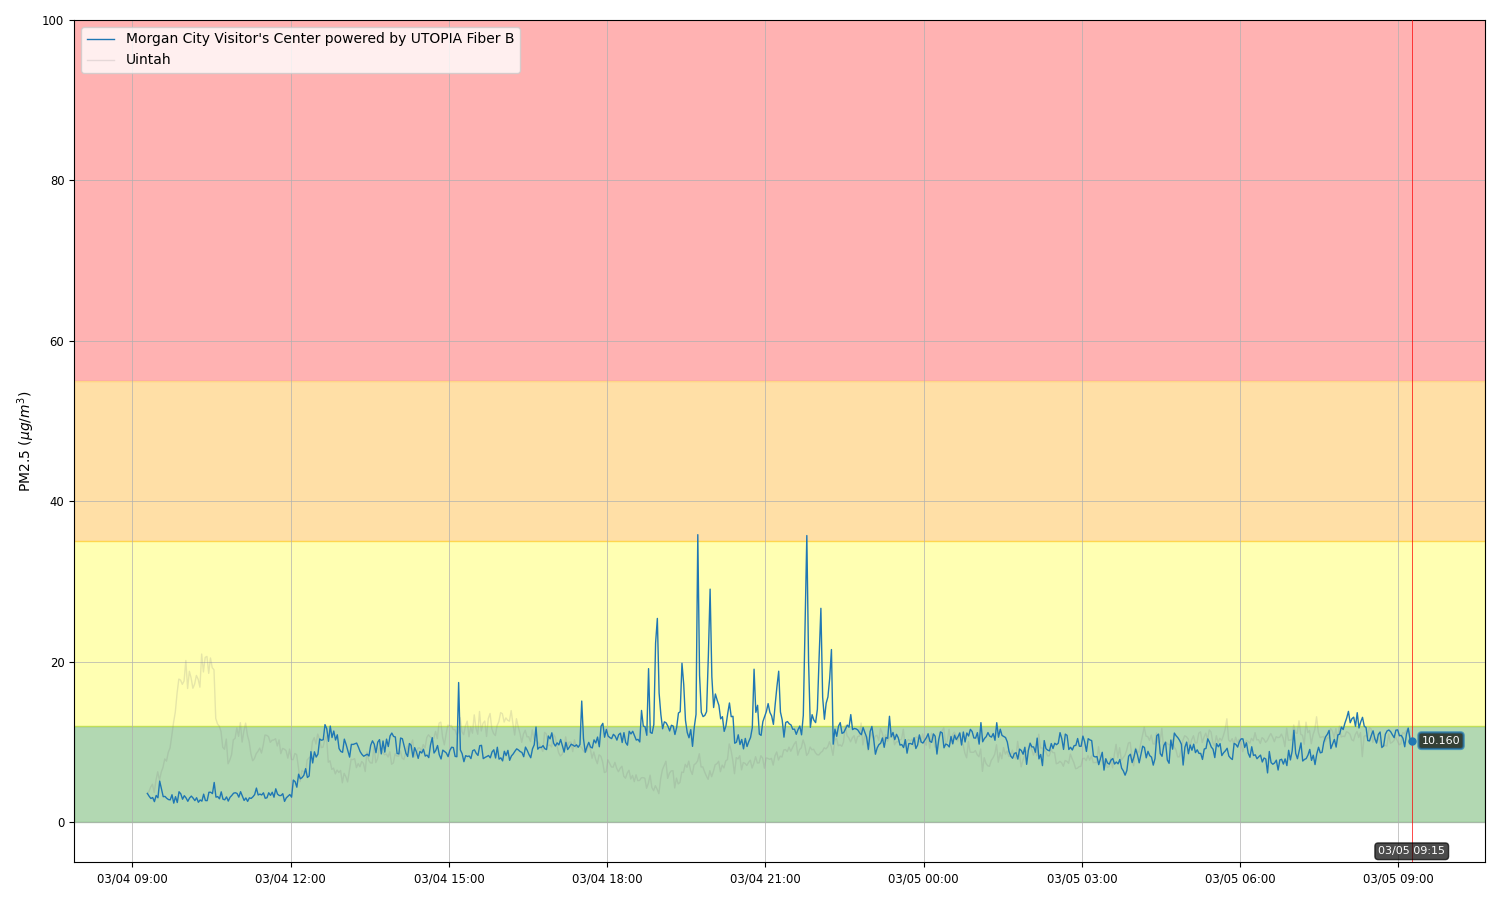 Morgan City Visitor's Center powered by UTOPIA Fiber B
Uintah
100
80
60
40
20
0
PM2.5 (μg/m³)
10.160
03/05 09:15
03/04 09:00 03/04 12:00 03/04 15:00 03/04 18:00 03/04 21:00 03/05 00:00 03/05 03:00 03/05 06:00 03/05 09:00